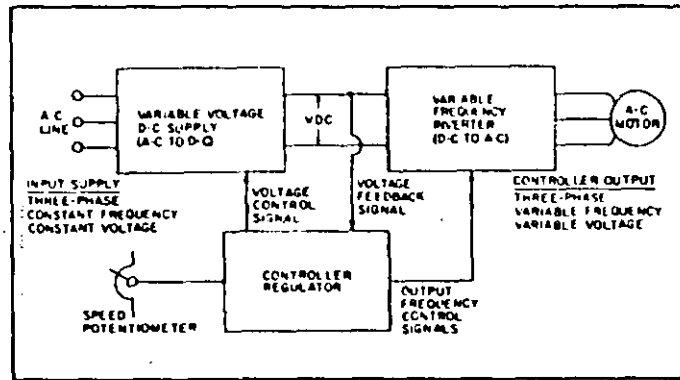 A-C
LINE
VARIABLE VOLTAGE
D-C SUPPLY
(A-C TO D-C)
VDC
VARIABLE
FREQUENCY
INVERTER
(D-C TO A-C)
A-C
MOTOR
INPUT SUPPLY
THREE-PHASE
CONSTANT FREQUENCY
CONSTANT VOLTAGE
VOLTAGE
CONTROL
SIGNAL
VOLTAGE
FEEDBACK
SIGNAL
CONTROLLER OUTPUT
THREE-PHASE
VARIABLE FREQUENCY
VARIABLE VOLTAGE
CONTROLLER
REGULATOR
SPEED
POTENTIOMETER
OUTPUT
FREQUENCY
CONTROL
SIGNALS